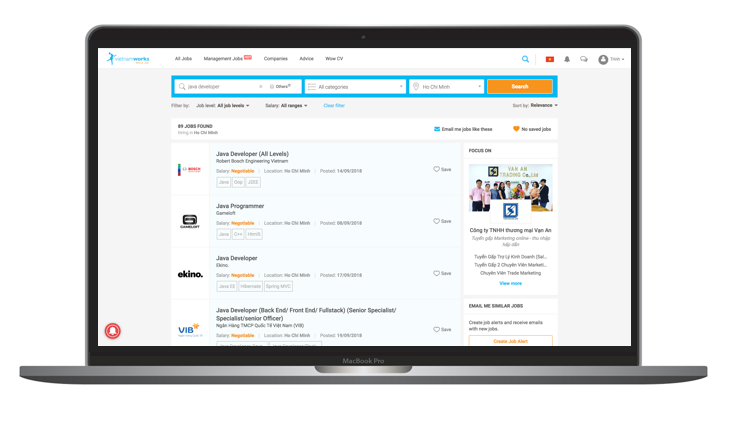 vietnamworks
All Jobs
Management Jobs
Companies
Advice
Wow CV
Trinh
java developer
Others
All categories
Ho Chi Minh
Search
Filter by: Job level: All job levels
Salary: All ranges
Clear filter
Sort by: Relevance
89 JOBS FOUND
hiring in Ho Chi Minh
Email me jobs like these
No saved jobs
BOSCH
Java Developer (All Levels)
Robert Bosch Engineering Vietnam
Salary: Negotiable | Location: Ho Chi Minh | Posted: 14/09/2018
Java Oop J2EE
Save
GAMELOFT
Java Programmer
Gameloft
Salary: Negotiable | Location: Ho Chi Minh | Posted: 08/09/2018
Java C++ Html5
Save
ekino.
Java Developer
Ekino.
Salary: Negotiable | Location: Ho Chi Minh | Posted: 17/09/2018
Java EE Hibernate Spring MVC
Save
VIB
Java Developer (Back End/ Front End/ Fullstack) (Senior Specialist/
Specialist/senior Officer)
Ngân Hàng TMCP Quốc Tế Việt Nam (VIB)
Salary: Negotiable | Location: Ho Chi Minh | Posted: 19/09/2018
Save
FOCUS ON
VAN AN
TRADING Co.,Ltd
Công ty TNHH thương mại Vạn An
Tuyển gấp Marketing online - thu nhập
hấp dẫn
Tuyển Gấp Trợ Lý Kinh Doanh (Sal...
Tuyển Gấp 2 Chuyên Viên Marketi...
Chuyên Viên Trade Marketing
View more
EMAIL ME SIMILAR JOBS
Create job alerts and receive emails
with new jobs.
Create Job Alert
MacBook Pro